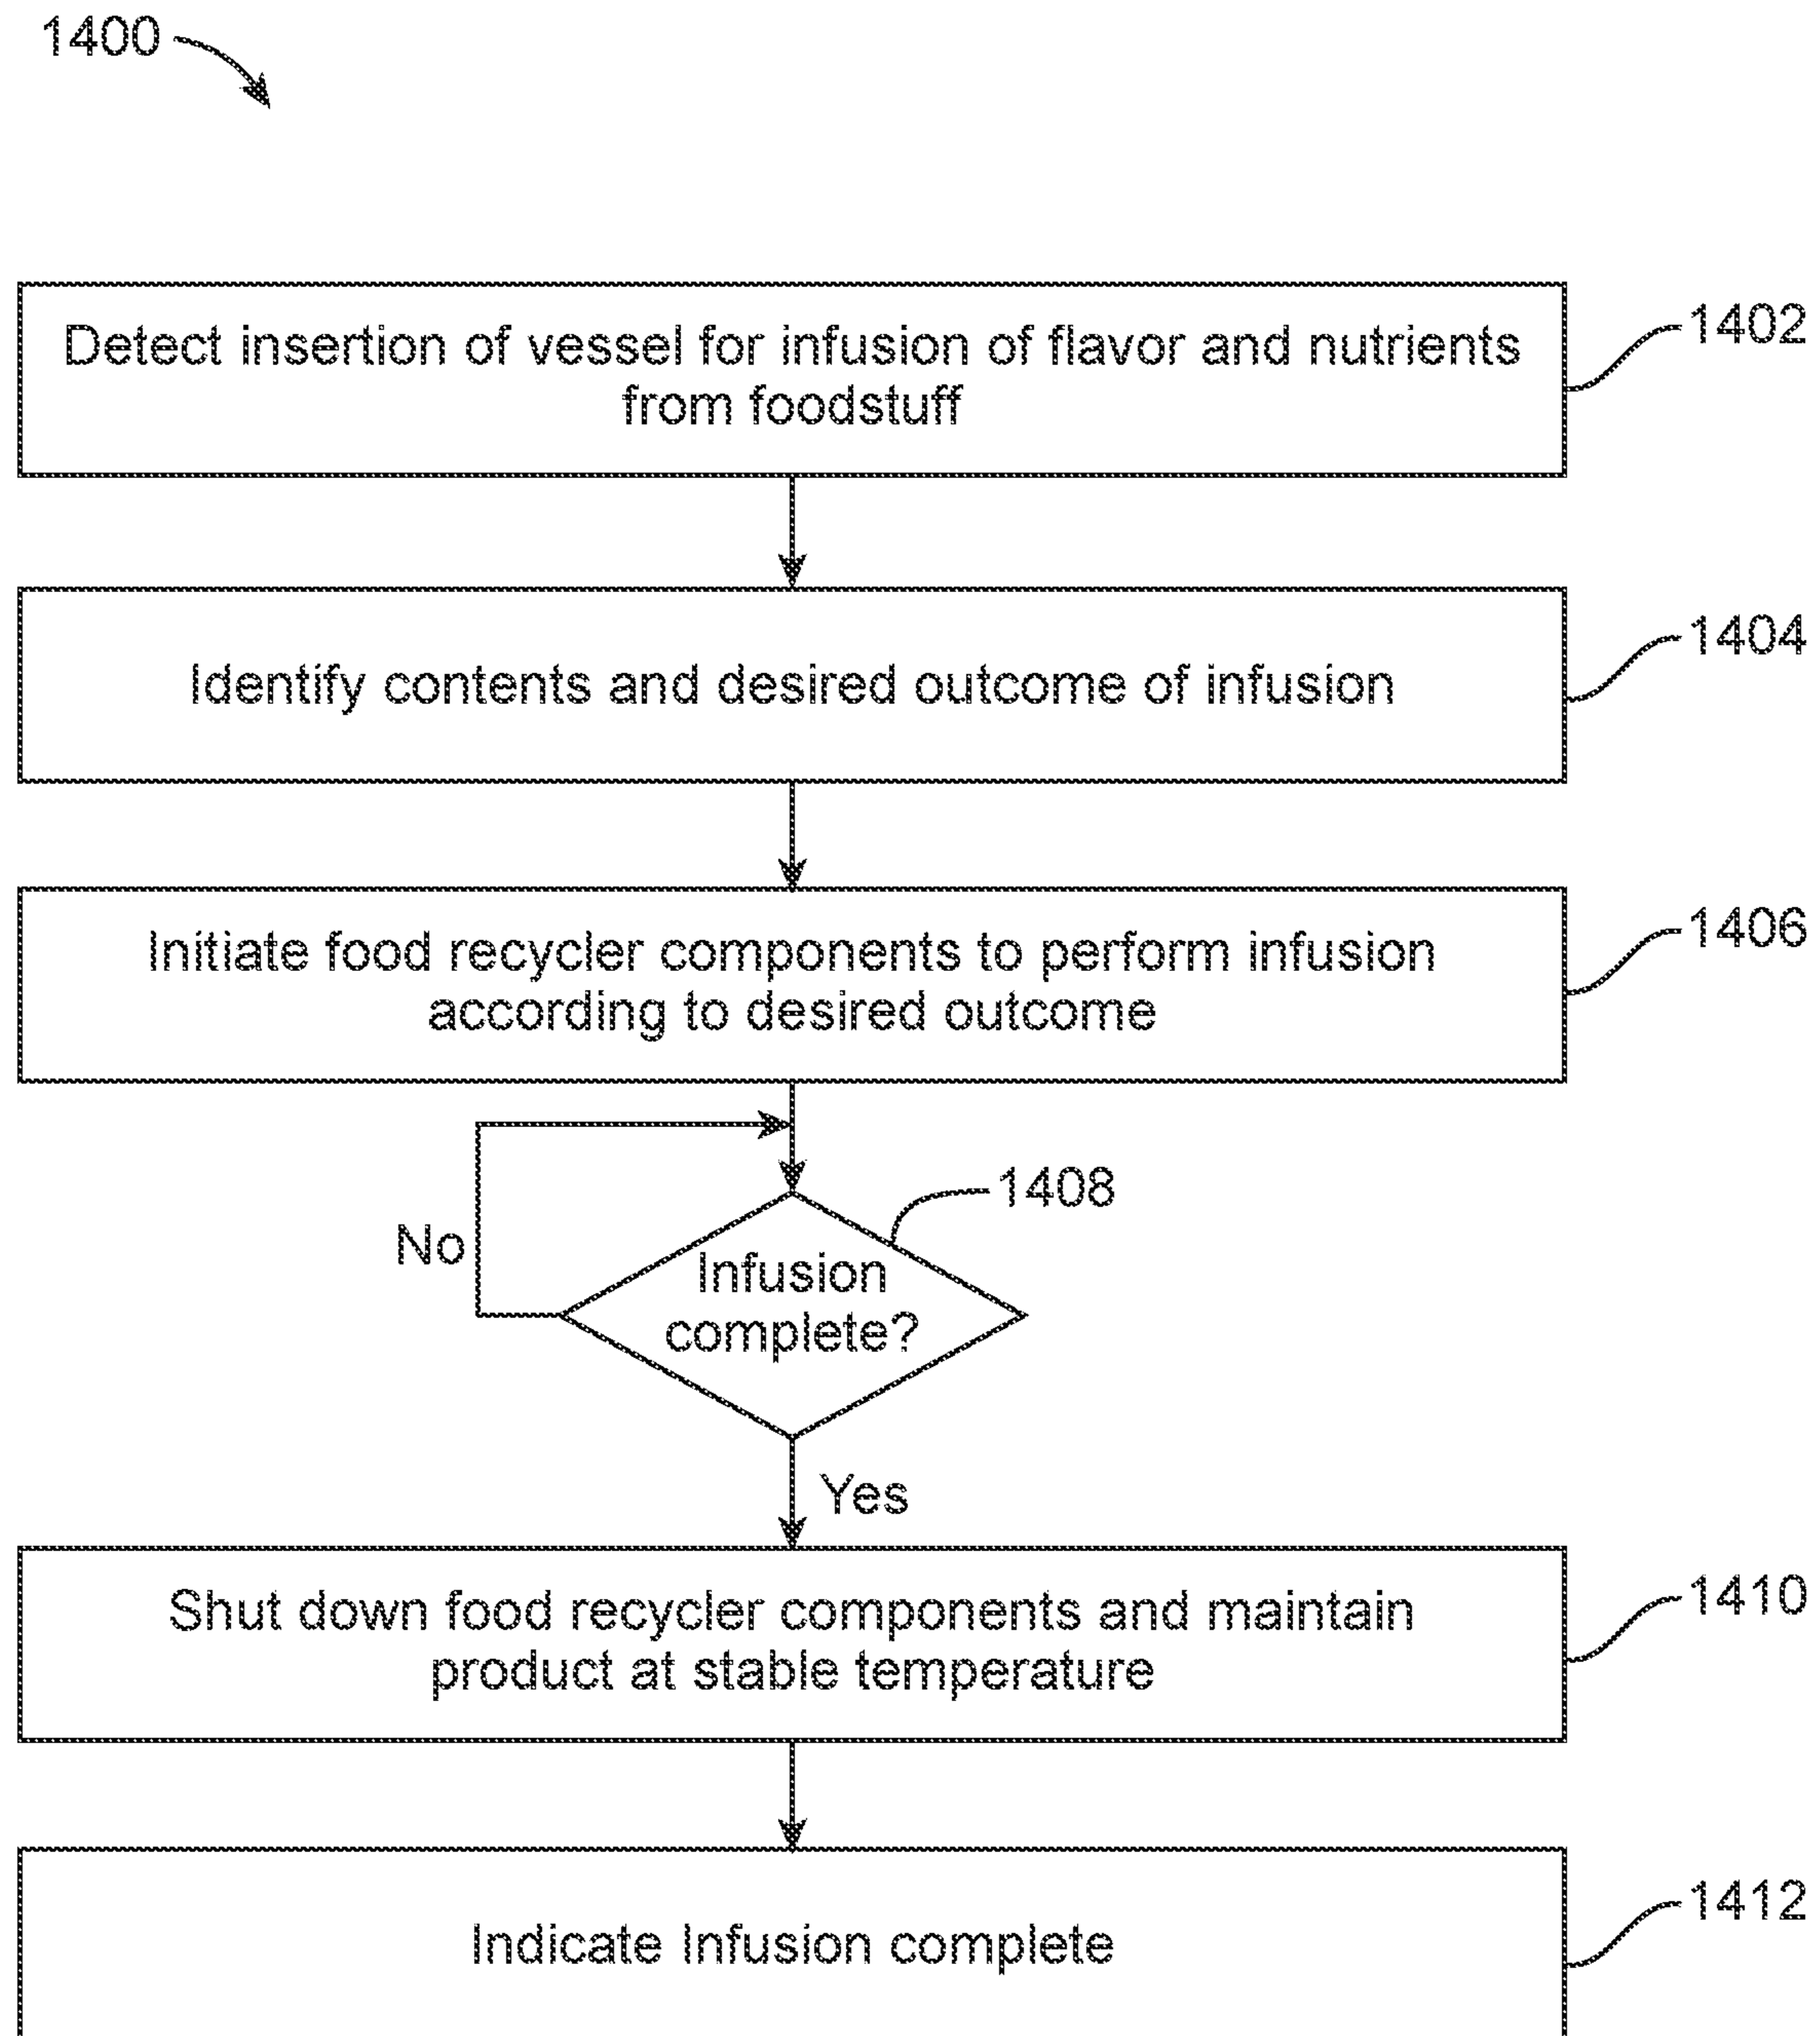 1400
Detect insertion of vessel for infusion of flavor and nutrients
from foodstuff
1402
Identify contents and desired outcome of infusion
1404
Initiate food recycler components to perform infusion
according to desired outcome
1406
No
1408
Infusion
complete?
Yes
Shut down food recycler components and maintain
product at stable temperature
1410
Indicate Infusion complete
1412